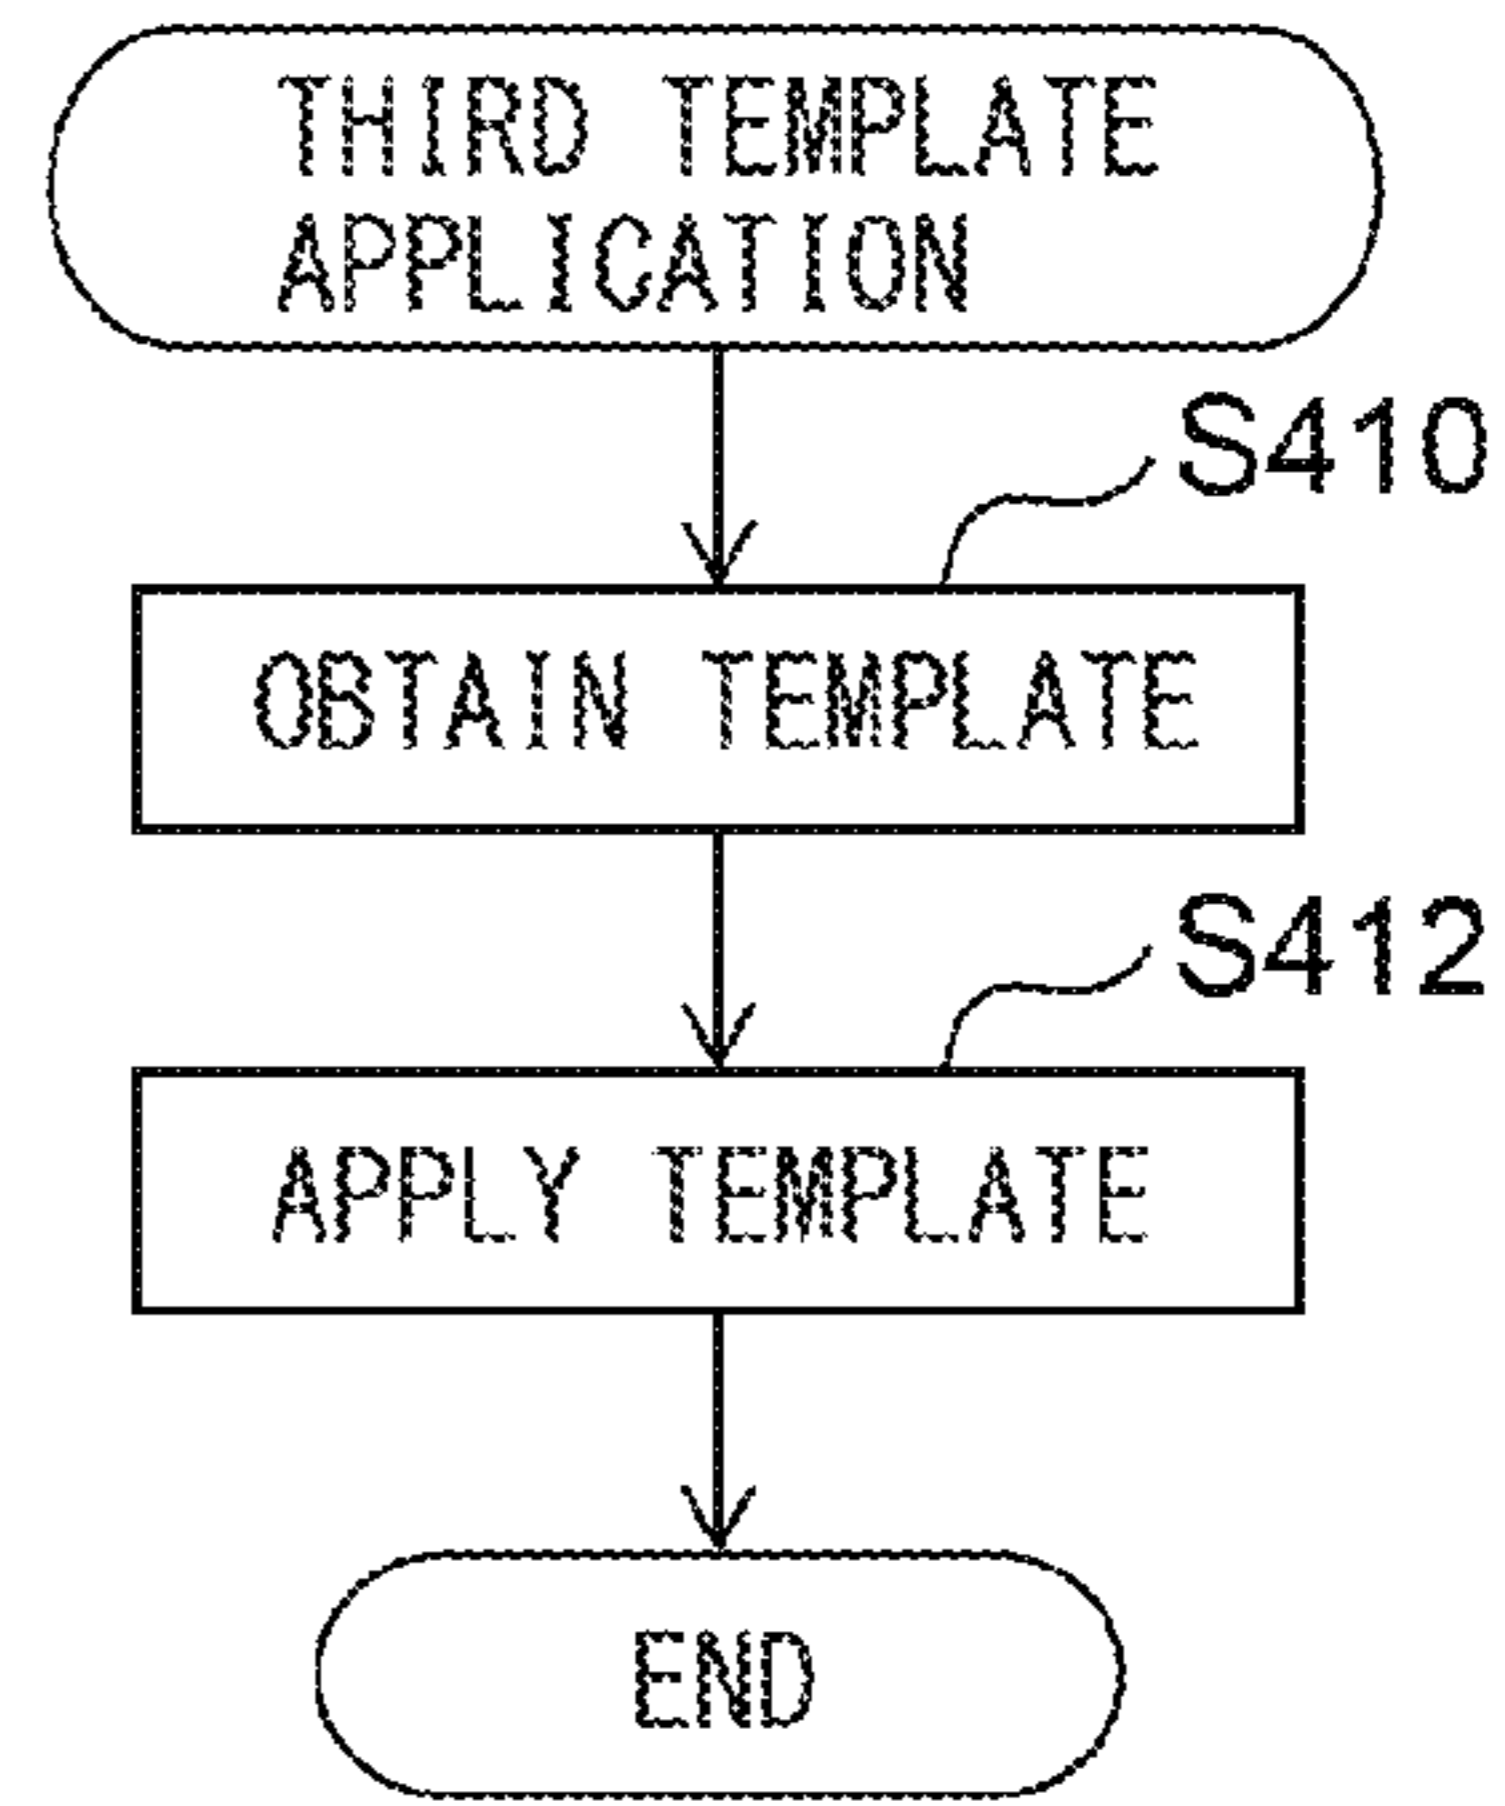 THIRD TEMPLATE
APPLICATION
S410
OBTAIN TEMPLATE
S412
APPLY TEMPLATE
END